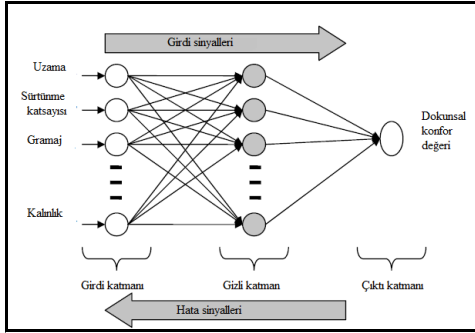 Girdi sinyalleri
Uzama
Sürtünme
katsayısı
Gramaj
Kalınlık
Dokunsal
konfor
değeri
Girdi katmanı
Gizli katman
Çıktı katmanı
Hata sinyalleri